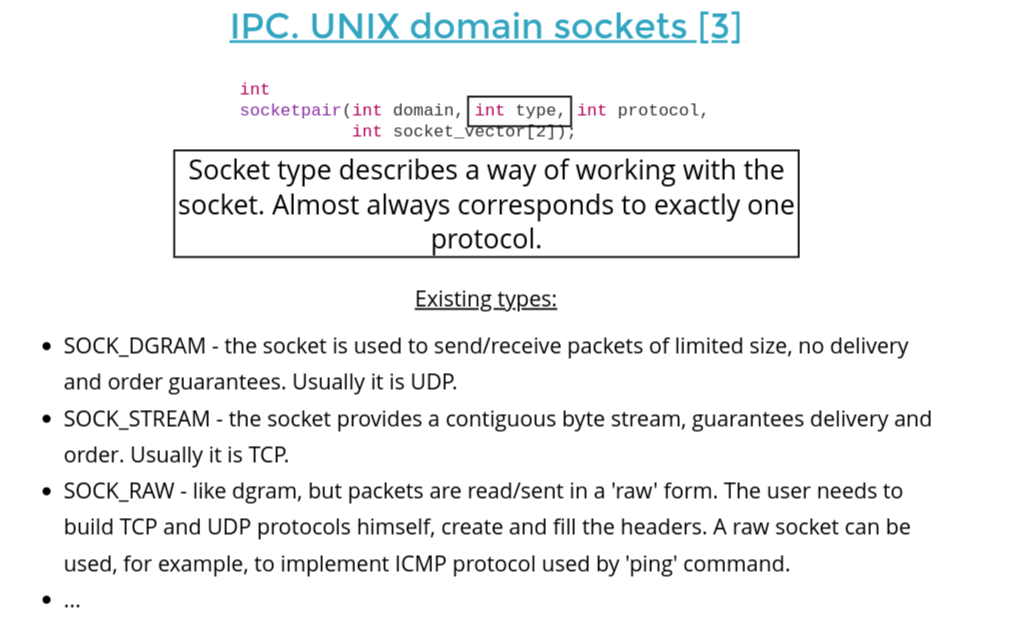 IPC. UNIX domain sockets [3]
int
socketpair(int domain, int type, int protocol,
int socket_vector[2]);
Socket type describes a way of working with the
socket. Almost always corresponds to exactly one
protocol.
Existing types:
• SOCK_DGRAM - the socket is used to send/receive packets of limited size, no delivery
and order guarantees. Usually it is UDP.
• SOCK_STREAM - the socket provides a contiguous byte stream, guarantees delivery and
order. Usually it is TCP.
• SOCK_RAW - like dgram, but packets are read/sent in a 'raw' form. The user needs to
build TCP and UDP protocols himself, create and fill the headers. A raw socket can be
used, for example, to implement ICMP protocol used by 'ping' command.
• ...